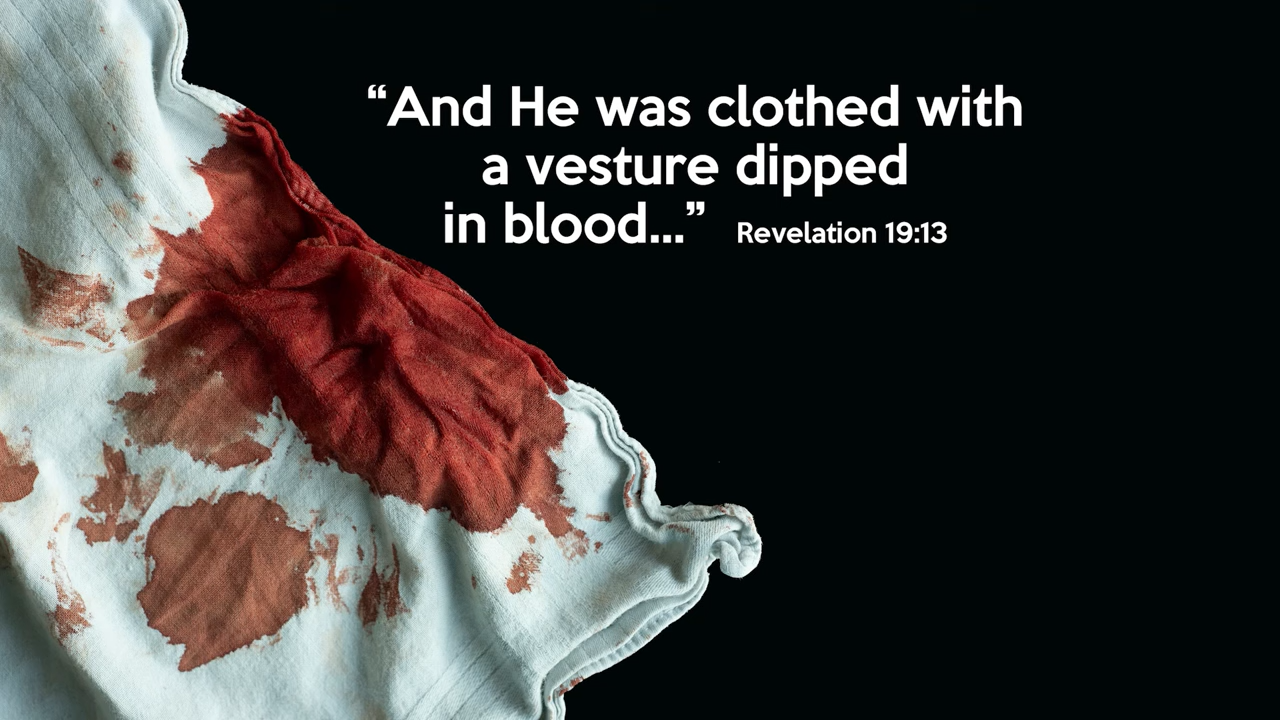 “And He was clothed with
a vesture dipped
in blood...” Revelation 19:13